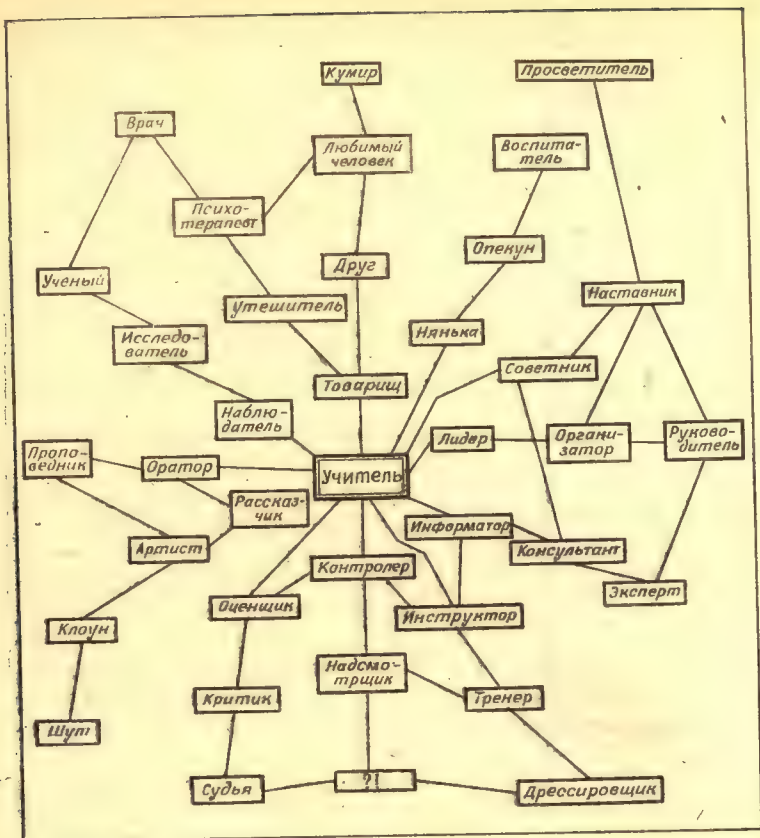 Кумир
Просветитель
Врач
Любимый
человек
Воспита-
тель
Психо-
терапевт
Друг
Опекун
Ученый
Утешитель
Наставник
Исследо-
ватель
Нянька
Советник
Товарищ
Наблю-
датель
Лидер
Органи-
затор
Руково-
дитель
Пропо-
ведник
Оратор
Учитель
Рассказ-
чик
Информатор
Артист
Консультант
Контролер
Эксперт
Клоун
Оценщик
Инструктор
Надсмо-
трщик
Критик
Тренер
Шут
Судья
?!
Дрессировщик